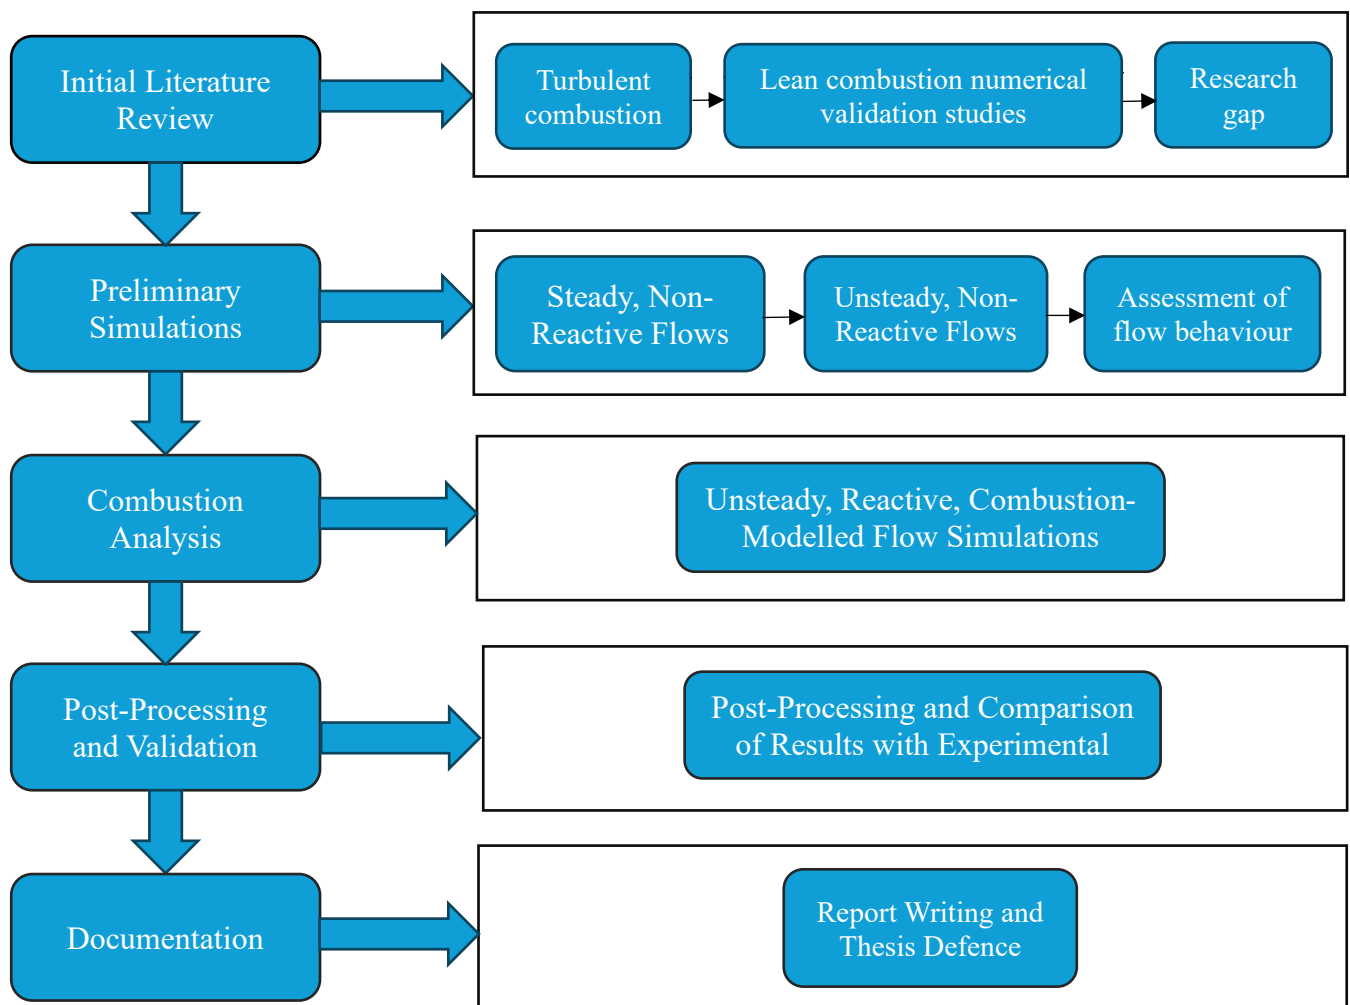 Initial Literature
Review
Turbulent
combustion
Lean combustion numerical
validation studies
Research
gap
Preliminary
Simulations
Steady, Non-
Reactive Flows
Unsteady, Non-
Reactive Flows
Assessment of
flow behaviour
Combustion
Analysis
Unsteady, Reactive, Combustion-
Modelled Flow Simulations
Post-Processing
and Validation
Post-Processing and Comparison
of Results with Experimental
Documentation
Report Writing and
Thesis Defence